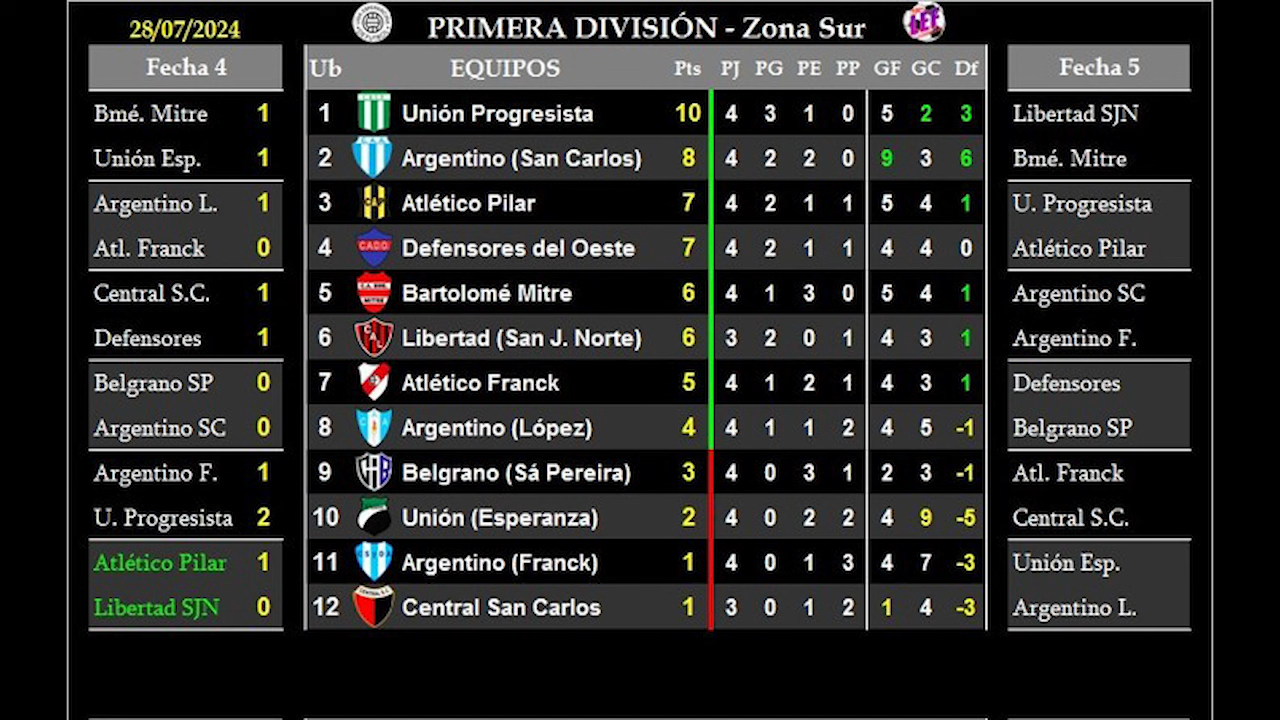 28/07/2024
PRIMERA DIVISIÓN - Zona Sur
LEF
Fecha 4
Bmé. Mitre 1
Unión Esp. 1
Argentino L. 1
Atl. Franck 0
Central S.C. 1
Defensores 1
Belgrano SP 0
Argentino SC 0
Argentino F. 1
U. Progresista 2
Atlético Pilar 1
Libertad SJN 0
Ub EQUIPOS Pts PJ PG PE PP GF GC Df
1 Unión Progresista 10 4 3 1 0 5 2 3
2 Argentino (San Carlos) 8 4 2 2 0 9 3 6
3 Atlético Pilar 7 4 2 1 1 5 4 1
4 CADO Defensores del Oeste 7 4 2 1 1 4 4 0
5 Bartolomé Mitre 6 4 1 3 0 5 4 1
6 Libertad (San J. Norte) 6 3 2 0 1 4 3 1
7 Atlético Franck 5 4 1 2 1 4 3 1
8 Argentino (López) 4 4 1 1 2 4 5 -1
9 Belgrano (Sá Pereira) 3 4 0 3 1 2 3 -1
10 Unión (Esperanza) 2 4 0 2 2 4 9 -5
11 Argentino (Franck) 1 4 0 1 3 4 7 -3
12 Central San Carlos 1 3 0 1 2 1 4 -3
Fecha 5
Libertad SJN
Bmé. Mitre
U. Progresista
Atlético Pilar
Argentino SC
Argentino F.
Defensores
Belgrano SP
Atl. Franck
Central S.C.
Unión Esp.
Argentino L.